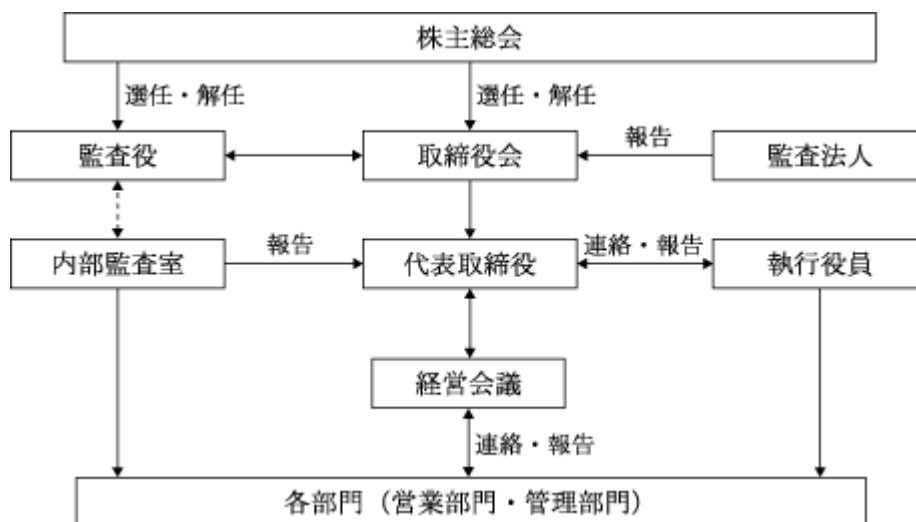 株主総会
選任・解任
選任・解任
監査役
取締役会
報告
監査法人
内部監査室
報告
代表取締役
連絡・報告
執行役員
経営会議
連絡・報告
各部門（営業部門・管理部門）